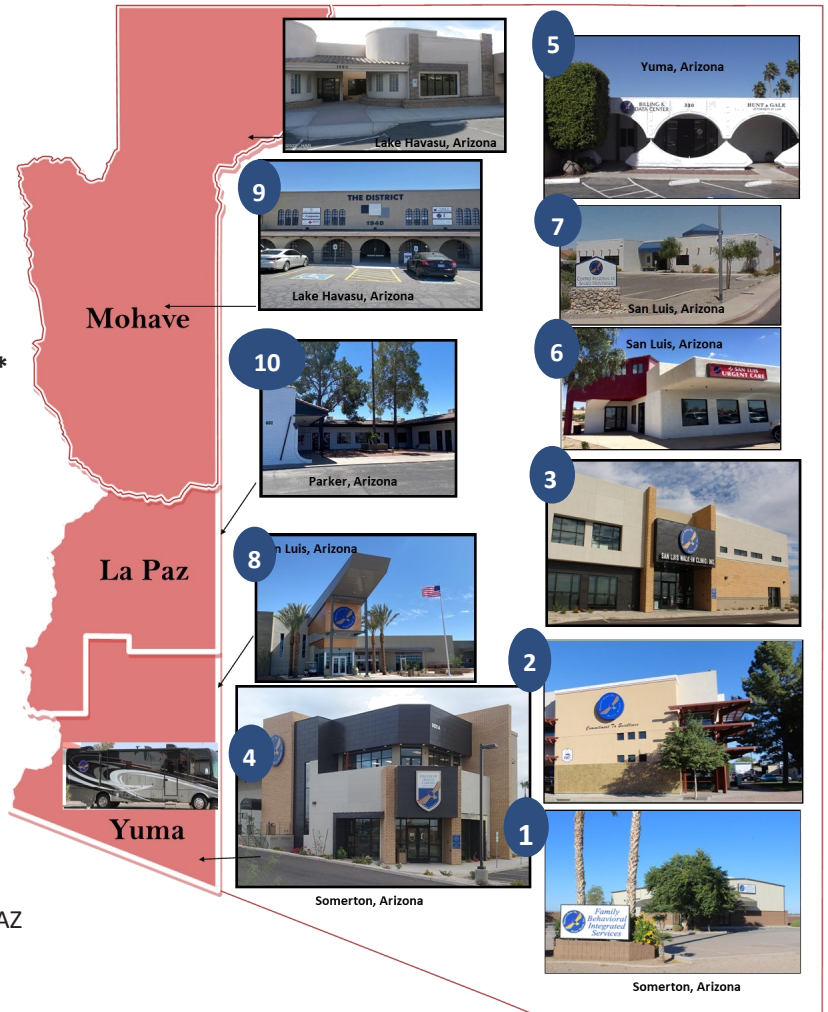 Lake Havasu, Arizona
5
Yuma, Arizona
BILLING &
DATA CENTER
330
HUNT & GALE
9
THE DISTRICT
1940
Lake Havasu, Arizona
7
San Luis, Arizona
Mohave
6
San Luis, Arizona
SAN LUIS
URGENT CARE
*
10
Parker, Arizona
3
SAN LUIS WALK-IN CLINIC, INC.
8
n Luis, Arizona
La Paz
2
Commitment To Excellence
4
Yuma
1
Family
Behavioral
Integrated
Services
Somerton, Arizona
AZ
Somerton, Arizona